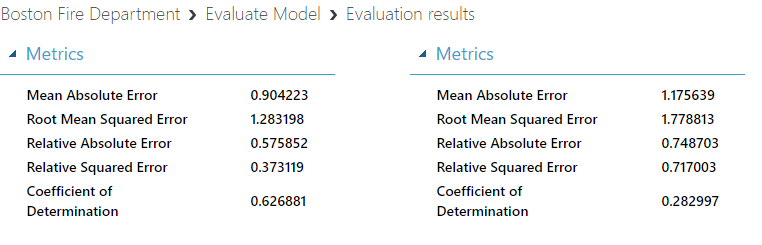 Boston Fire Department ❯ Evaluate Model ❯ Evaluation results
Metrics
Mean Absolute Error 0.904223
Root Mean Squared Error 1.283198
Relative Absolute Error 0.575852
Relative Squared Error 0.373119
Coefficient of
Determination 0.626881
Metrics
Mean Absolute Error 1.175639
Root Mean Squared Error 1.778813
Relative Absolute Error 0.748703
Relative Squared Error 0.717003
Coefficient of
Determination 0.282997